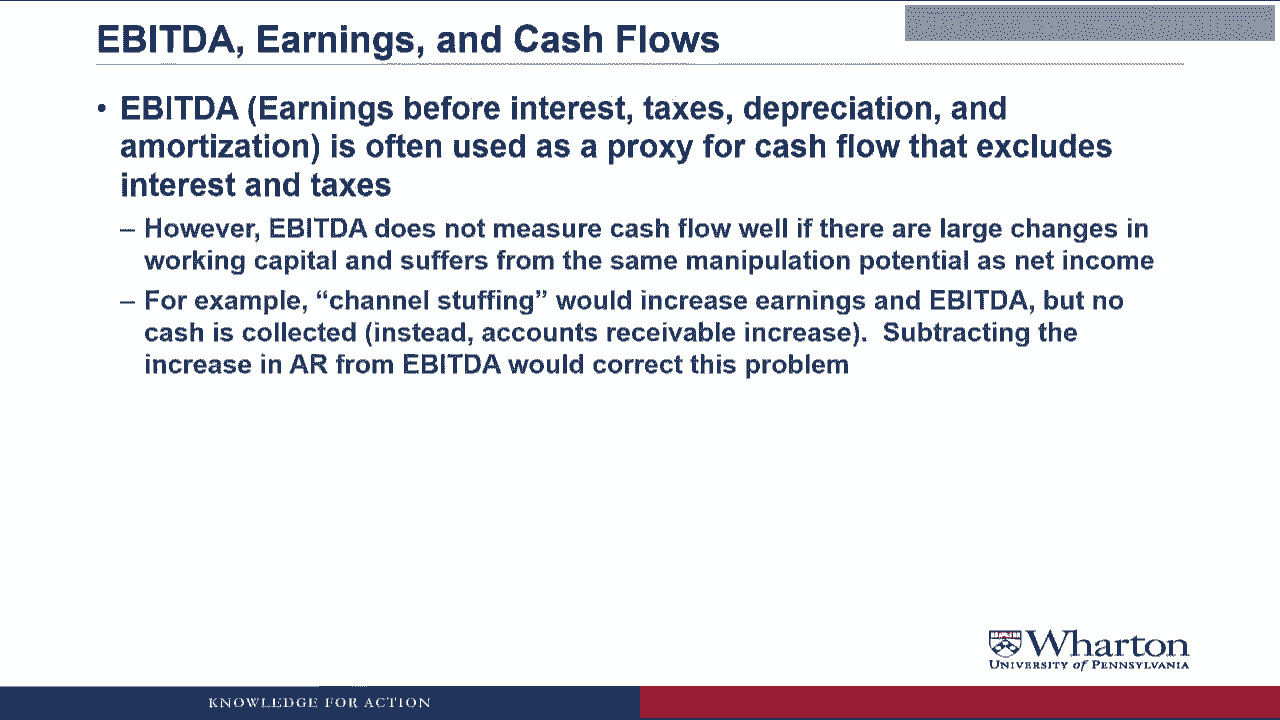 EBITDA, Earnings, and Cash Flows
• EBITDA (Earnings before interest, taxes, depreciation, and
amortization) is often used as a proxy for cash flow that excludes
interest and taxes
– However, EBITDA does not measure cash flow well if there are large changes in
working capital and suffers from the same manipulation potential as net income
– For example, “channel stuffing” would increase earnings and EBITDA, but no
cash is collected (instead, accounts receivable increase).  Subtracting the
increase in AR from EBITDA would correct this problem
Wharton
UNIVERSITY of PENNSYLVANIA
KNOWLEDGE FOR ACTION